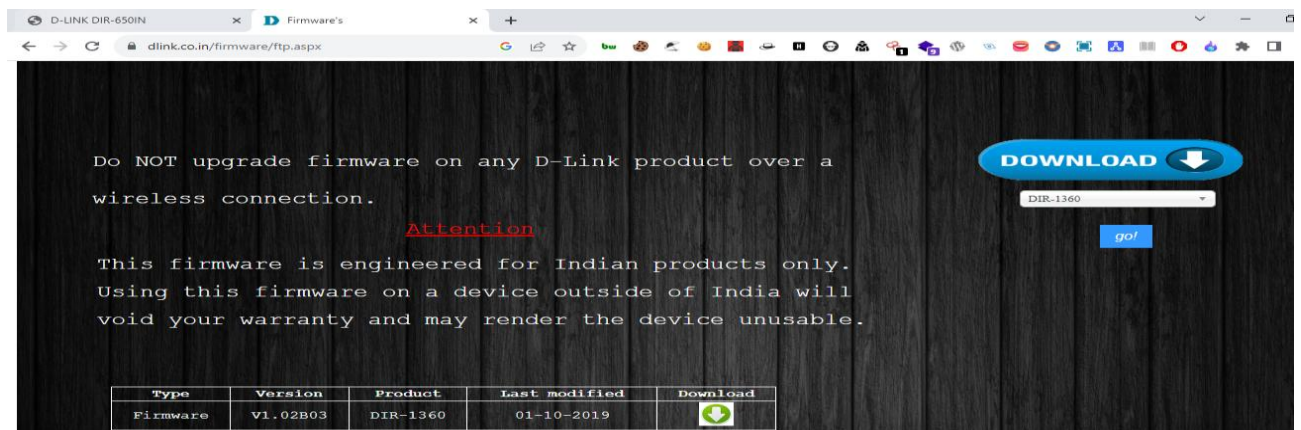 D-LINK DIR-650IN
Firmware's
dlink.co.in/firmware/ftp.aspx
Do NOT upgrade firmware on any D-Link product over a
wireless connection.
Attention
This firmware is engineered for Indian products only.
Using this firmware on a device outside of India will
void your warranty and may render the device unusable.
DOWNLOAD
DIR-1360
go!
Type Version Product Last modified Download
Firmware V1.02B03 DIR-1360 01-10-2019